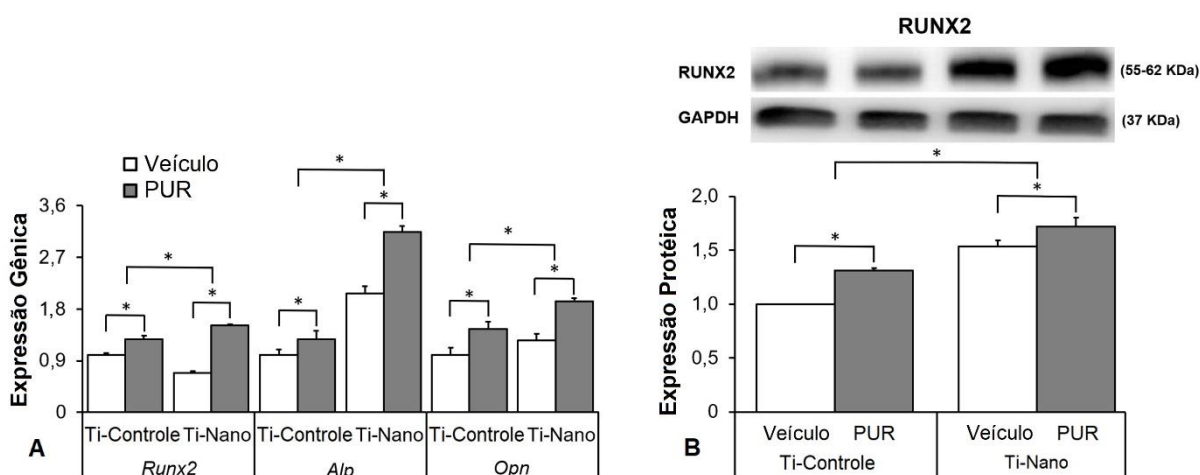 Veículo
PUR
Expressão Gênica
3,6
2,7
1,8
0,9
0
* * * * * * * * *
Ti-Controle Ti-Nano Ti-Controle Ti-Nano Ti-Controle Ti-Nano
Runx2 Alp Opn
A
RUNX2
RUNX2 (55-62 KDa)
GAPDH (37 KDa)
Expressão Protéica
2,0
1,5
1,0
0,5
0
* * *
Veículo PUR Veículo PUR
Ti-Controle Ti-Nano
B